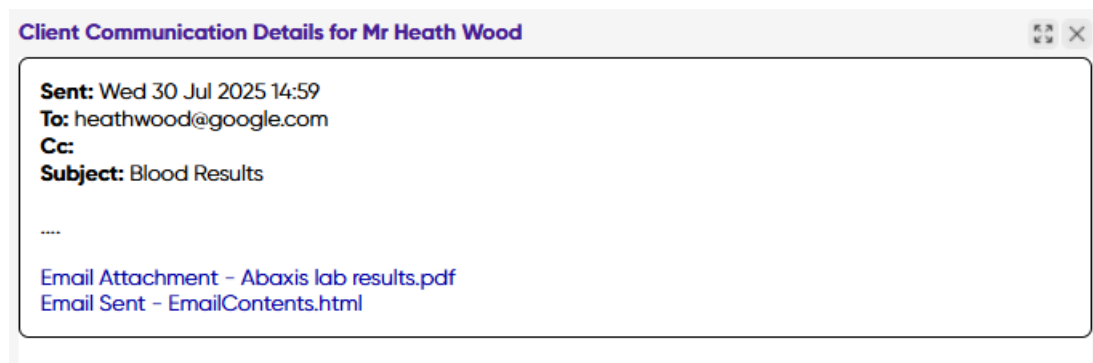 Client Communication Details for Mr Heath Wood
Sent: Wed 30 Jul 2025 14:59
To: heathwood@google.com
Cc:
Subject: Blood Results
....
Email Attachment - Abaxis lab results.pdf
Email Sent - EmailContents.html